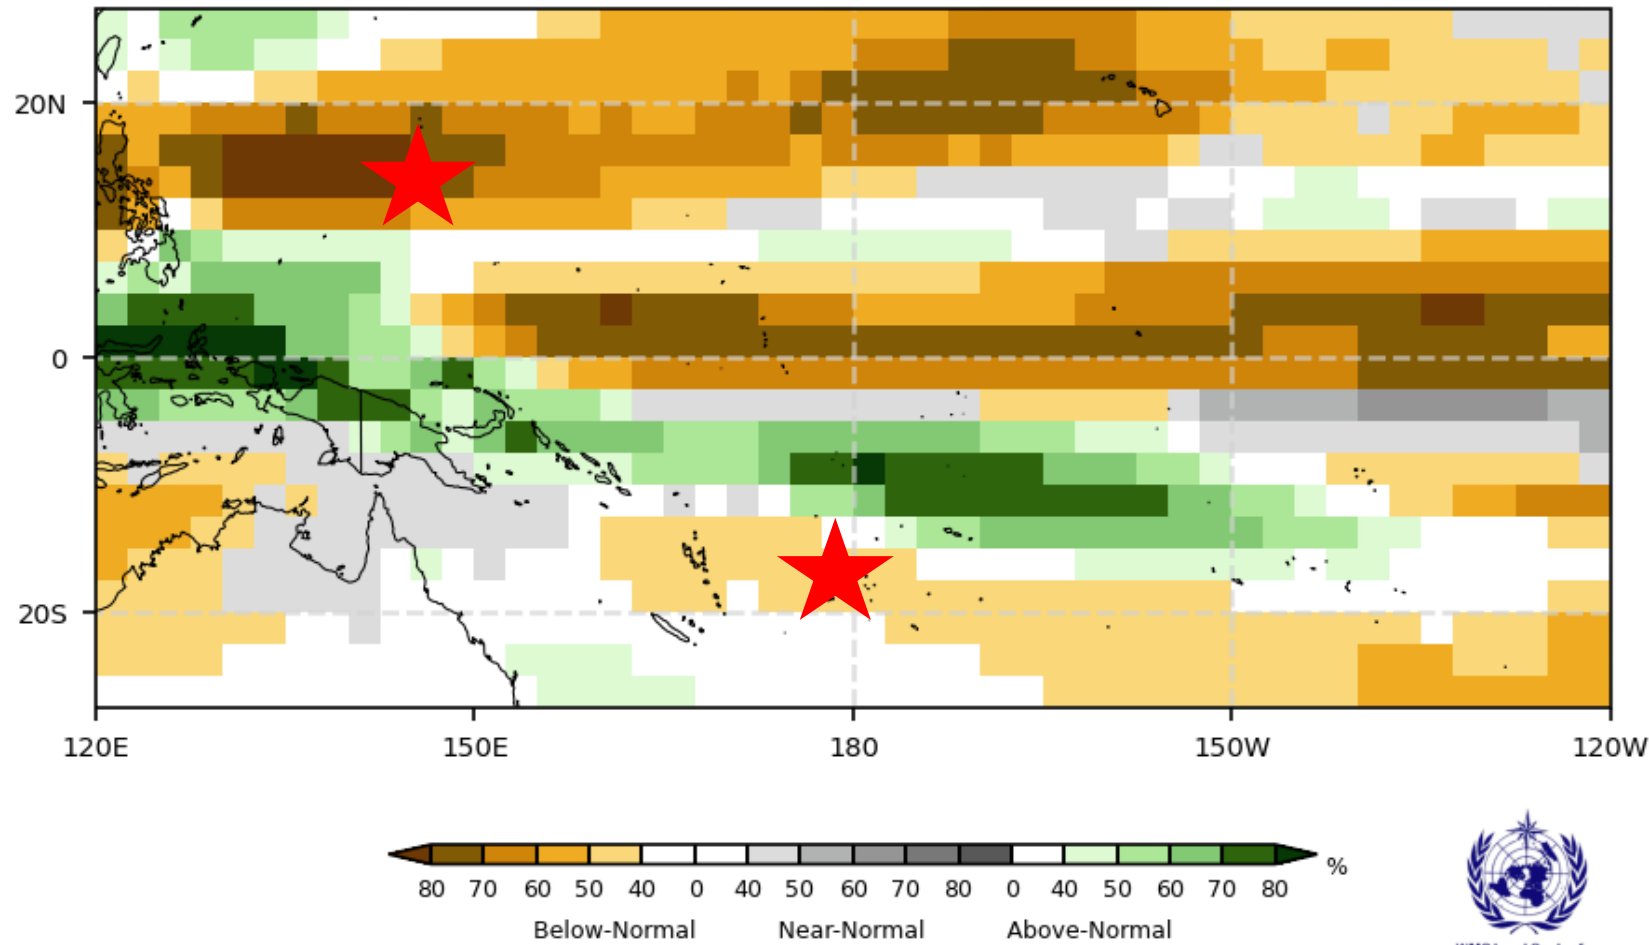 20N
0
20S
120E 150E 180 150W 120W
80 70 60 50 40 0 40 50 60 70 80 0 40 50 60 70 80 %
Below-Normal Near-Normal Above-Normal